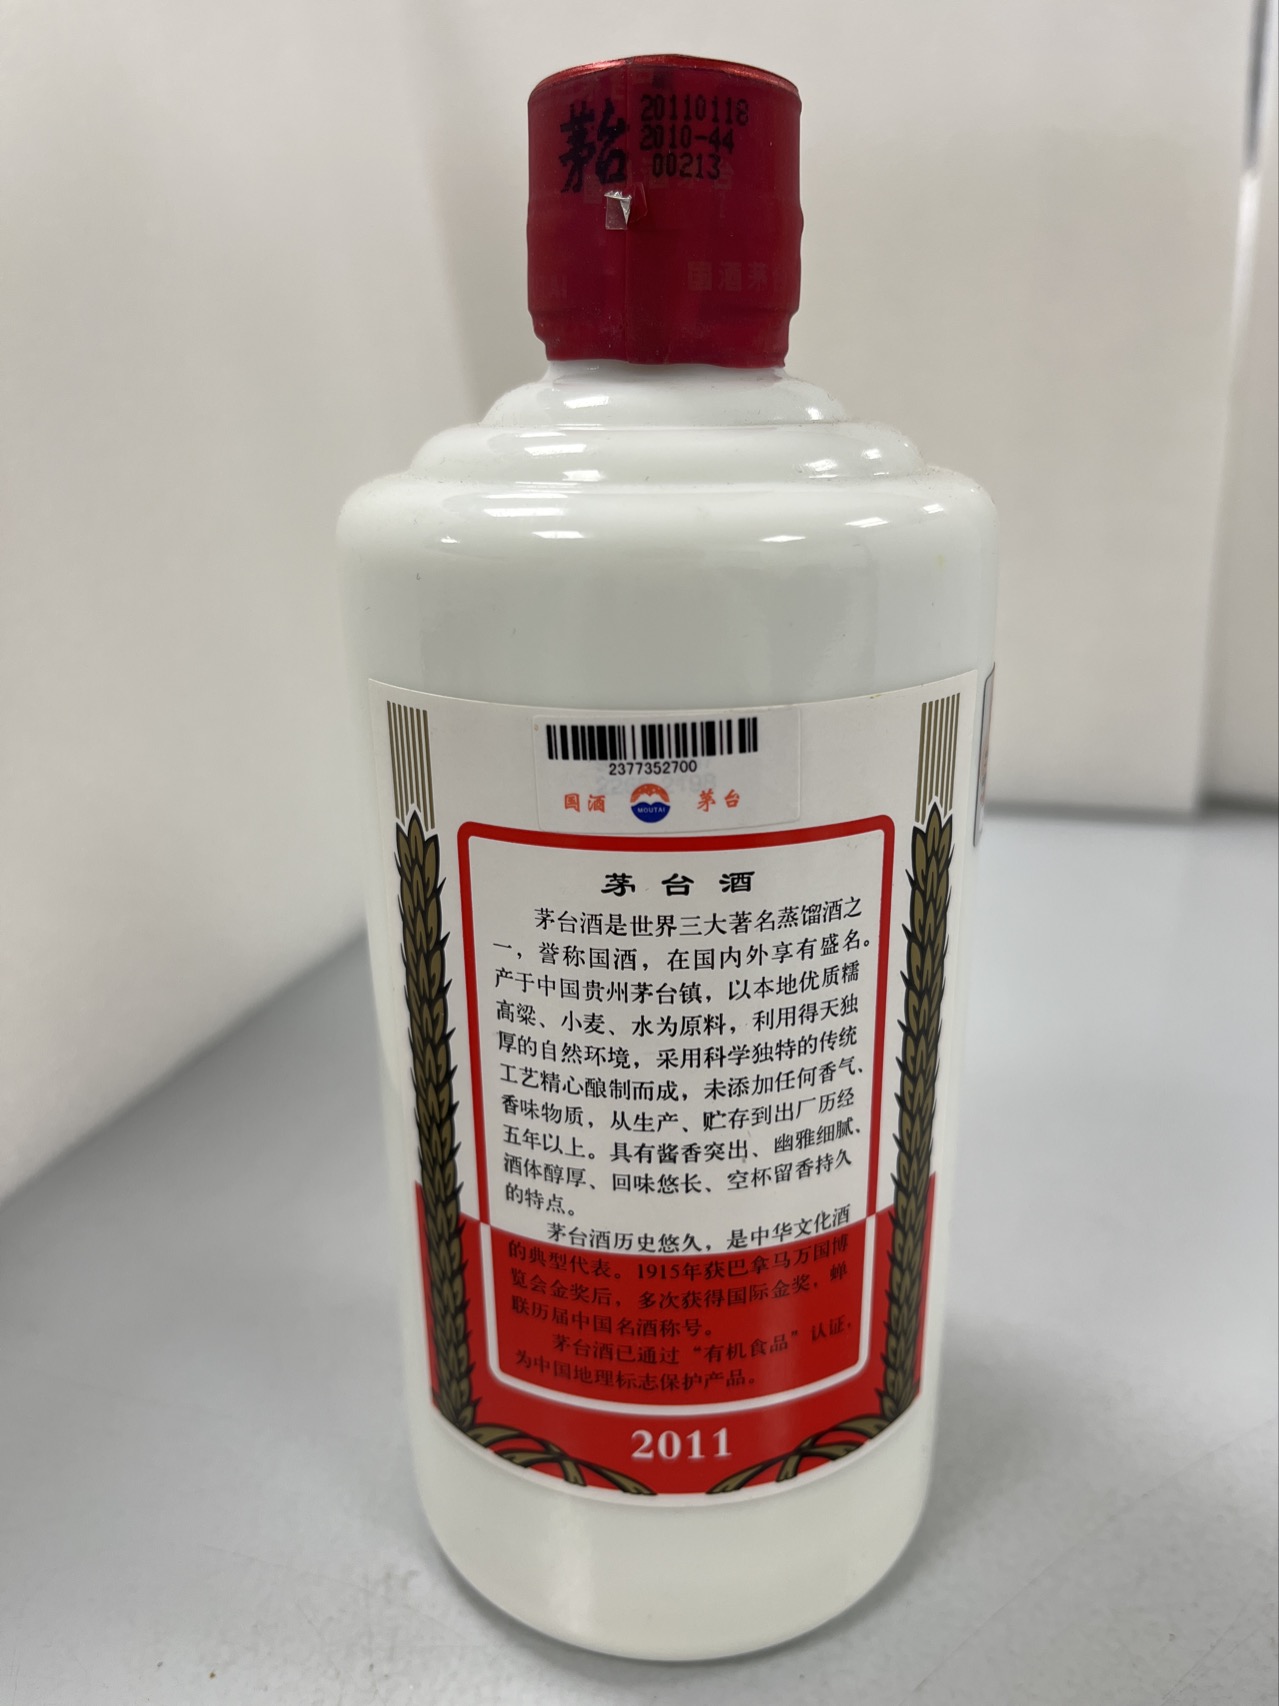 茅台
20110118
2010-44
00213
国酒茅台
2377352700
国酒
MOUTAI
茅台
茅台酒
茅台酒是世界三大著名蒸馏酒之
一，誉称国酒，在国内外享有盛名。
产于中国贵州茅台镇，以本地优质糯
高粱、小麦、水为原料，利用得天独
厚的自然环境，采用科学独特的传统
工艺精心酿制而成，未添加任何香气、
香味物质，从生产、贮存到出厂历经
五年以上。具有酱香突出、幽雅细腻、
酒体醇厚、回味悠长、空杯留香持久
的特点。
茅台酒历史悠久，是中华文化酒
的典型代表。1915年获巴拿马万国博
览会金奖后，多次获得国际金奖，蝉
联历届中国名酒称号。
茅台酒已通过“有机食品”认证，
为中国地理标志保护产品。
2011